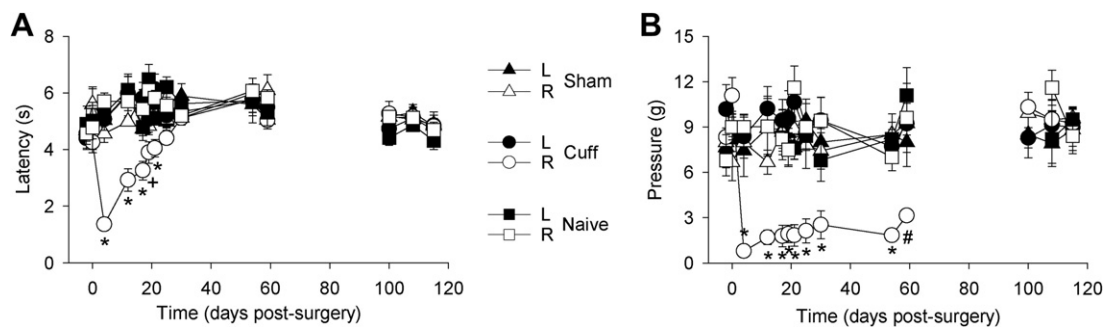 A
Latency (s)
8
6
4
2
0
* * * + *
0 20 40 60 80 100 120
Time (days post-surgery)
L Sham
R
L Cuff
R
L Naive
R
B
Pressure (g)
15
12
9
6
3
0
* * * * * * * * #
0 20 40 60 80 100 120
Time (days post-surgery)